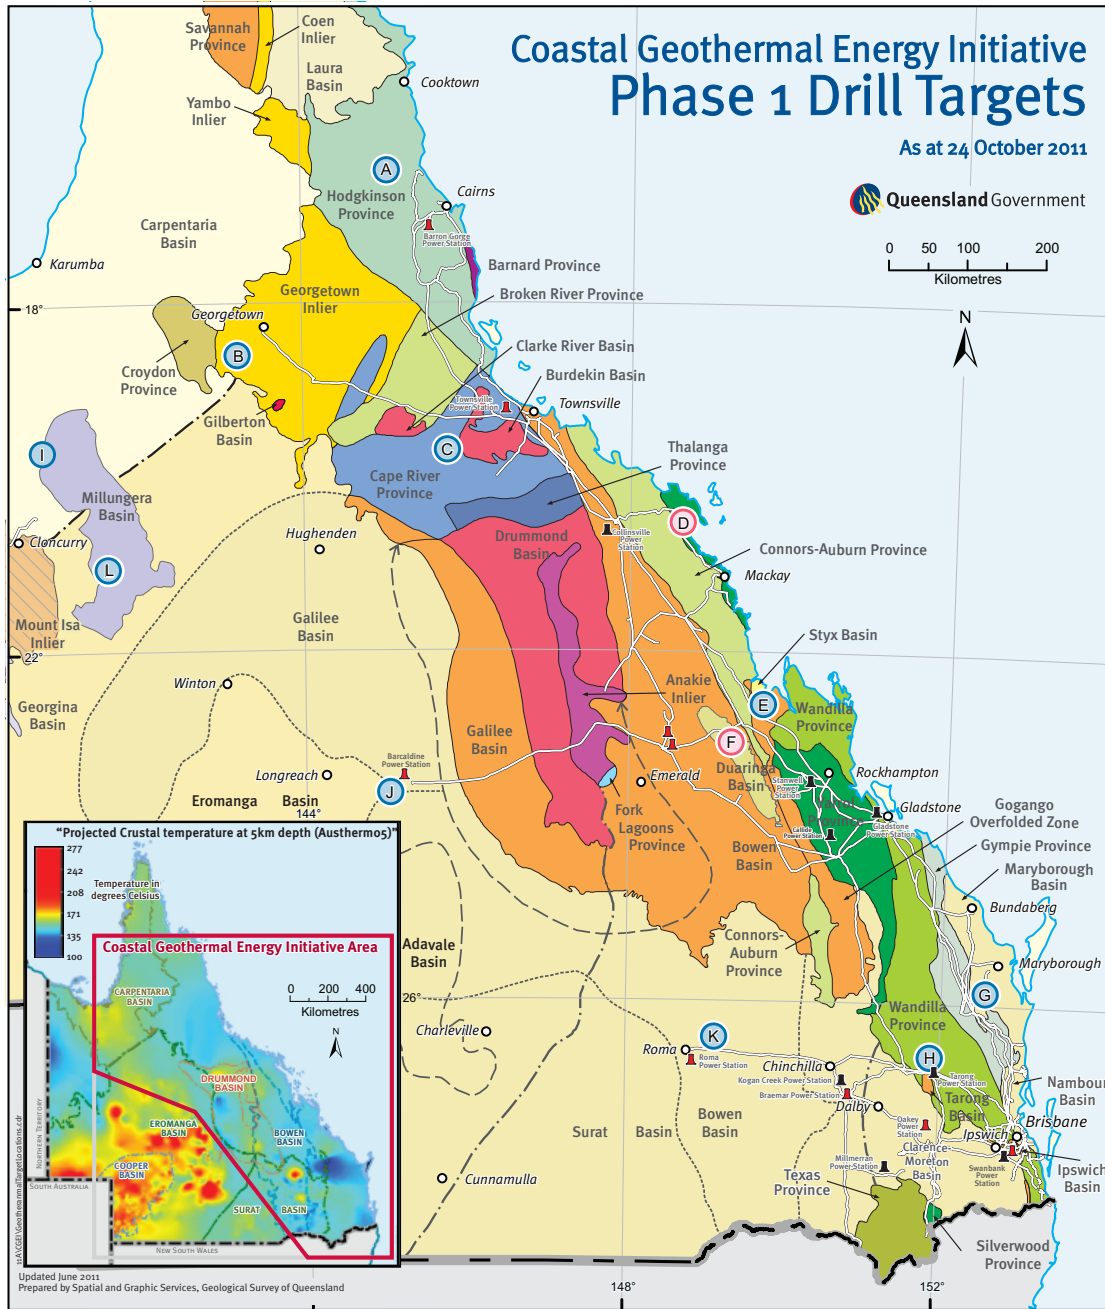 Coastal Geothermal Energy Initiative
Phase 1 Drill Targets
As at 24 October 2011
Queensland Government
0 50 100 200
Kilometres
N
Savannah
Province
Coen
Inlier
Laura
Basin
Cooktown
Yambo
Inlier
A
Hodgkinson
Province
Cairns
Barron Gorge
Power Station
Carpentaria
Basin
Karumba
Barnard Province
Broken River Province
Georgetown
Inlier
18°
Georgetown
Clarke River Basin
B
Croydon
Province
Burdekin Basin
Townsville
Power Station
Townsville
Gilberton
Basin
I
C
Thalanga
Province
Cape River
Province
Millungera
Basin
D
Hughenden
Drummond
Basin
Collinsville
Power
Station
Cloncurry
Connors-Auburn Province
L
Mackay
Mount Isa
Inlier
Galilee
Basin
Styx Basin
22°
Winton
Anakie
Inlier
E
Georgina
Basin
Wandilla
Province
Galilee
Basin
F
Barcaldine
Power Station
Longreach
J
Emerald
Duaringa
Basin
Rockhampton
Stanwell
Power
Station
Eromanga Basin
144°
Fork
Lagoons
Province
Yarrol
Province
Gladstone
Gladstone
Power Station
Callide
Power Station
Gogango
Overfolded Zone
Gympie Province
Bowen
Basin
Maryborough
Basin
Bundaberg
Connors-
Auburn
Province
Adavale
Basin
Maryborough
26°
G
Wandilla
Province
Charleville
K
Roma
Roma
Power Station
H
Chinchilla
Tarong
Power Station
Kogan Creek Power Station
Braemar Power Station
Nambour
Basin
Dalby
Tarong
Basin
Bowen
Basin
Surat Basin
Oakey
Power
Station
Brisbane
Ipswich
Clarence-
Moreton
Basin
Millmerran
Power Station
Swanbank
Power
Station
Ipswich
Basin
Texas
Province
Cunnamulla
Silverwood
Province
148°
152°
"Projected Crustal temperature at 5km depth (Austherm05)"
277
242
208
171
135
100
Temperature in
degrees Celsius
Coastal Geothermal Energy Initiative Area
CARPENTARIA
BASIN
0 200 400
Kilometres
N
DRUMMOND
BASIN
EROMANGA
BASIN
BOWEN
BASIN
COOPER
BASIN
SURAT BASIN
NORTHERN TERRITORY
SOUTH AUSTRALIA
NEW SOUTH WALES
Updated June 2011
Prepared by Spatial and Graphic Services, Geological Survey of Queensland